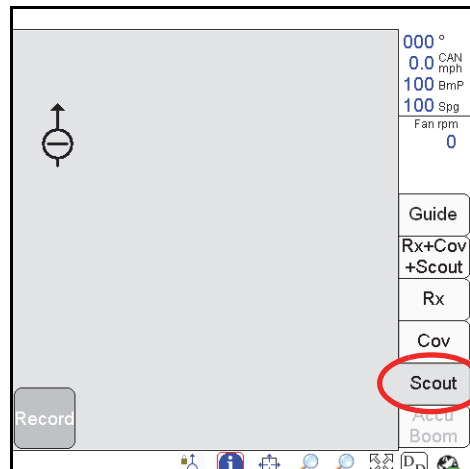 000 °
0.0 CAN mph
100 BmP
100 Spg
Fan rpm
0
Guide
Rx+Cov
+Scout
Rx
Cov
Scout
Accu
Boom
Record
i
D D